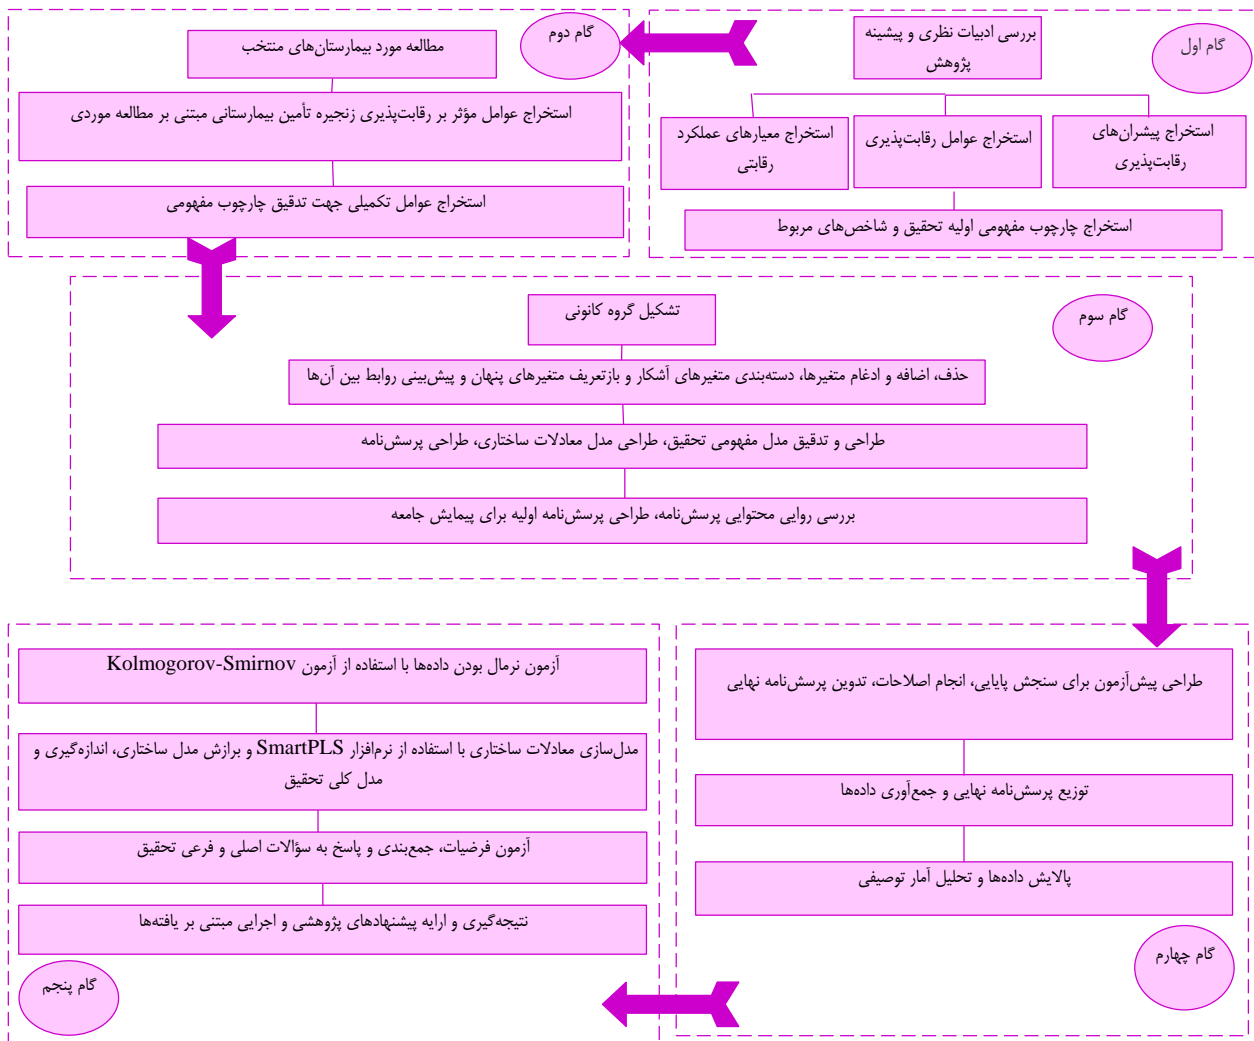 گام اول
بررسی ادبیات نظری و پیشینه
پژوهش
استخراج پیشران‌های
رقابت‌پذیری
استخراج عوامل رقابت‌پذیری
استخراج معیارهای عملکرد
رقابتی
استخراج چارچوب مفهومی اولیه تحقیق و شاخص‌های مربوط
گام دوم
مطالعه مورد بیمارستان‌های منتخب
استخراج عوامل مؤثر بر رقابت‌پذیری زنجیره تأمین بیمارستانی مبتنی بر مطالعه موردی
استخراج عوامل تکمیلی جهت تدقیق چارچوب مفهومی
گام سوم
تشکیل گروه کانونی
حذف، اضافه و ادغام متغیرها، دسته‌بندی متغیرهای آشکار و بازتعریف متغیرهای پنهان و پیش‌بینی روابط بین آن‌ها
طراحی و تدقیق مدل مفهومی تحقیق، طراحی مدل معادلات ساختاری، طراحی پرسش‌نامه
بررسی روایی محتوایی پرسش‌نامه، طراحی پرسش‌نامه اولیه برای پیمایش جامعه
طراحی پیش‌آزمون برای سنجش پایایی، انجام اصلاحات، تدوین پرسش‌نامه نهایی
توزیع پرسش‌نامه نهایی و جمع‌آوری داده‌ها
پالایش داده‌ها و تحلیل آمار توصیفی
گام چهارم
آزمون نرمال بودن داده‌ها با استفاده از آزمون Kolmogorov-Smirnov
مدل‌سازی معادلات ساختاری با استفاده از نرم‌افزار SmartPLS و برازش مدل ساختاری، اندازه‌گیری و
مدل کلی تحقیق
آزمون فرضیات، جمع‌بندی و پاسخ به سؤالات اصلی و فرعی تحقیق
نتیجه‌گیری و ارایه پیشنهادهای پژوهشی و اجرایی مبتنی بر یافته‌ها
گام پنجم